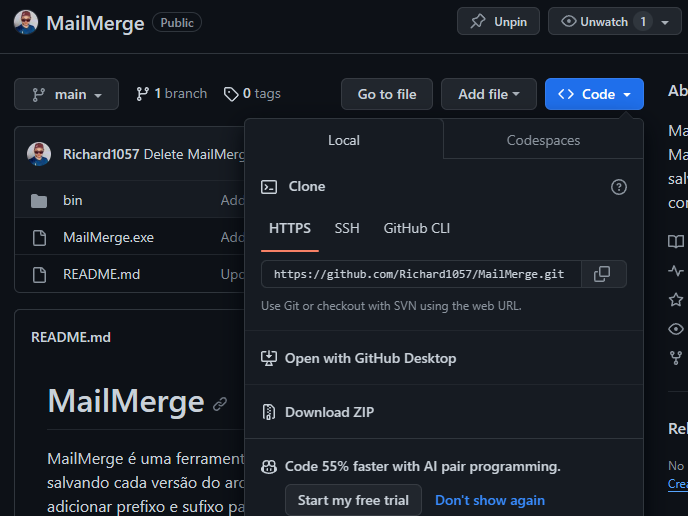 MailMerge Public Unpin Unwatch 1
main 1 branch 0 tags Go to file Add file Code
Richard1057 Delete MailMerg
bin Add
MailMerge.exe Add
README.md Up
Local Codespaces
Clone
HTTPS SSH GitHub CLI
https://github.com/Richard1057/MailMerge.git
Use Git or checkout with SVN using the web URL.
Open with GitHub Desktop
Download ZIP
Code 55% faster with AI pair programming.
Start my free trial Don't show again
README.md
MailMerge
MailMerge é uma ferrament
salvando cada versão do arc
adicionar prefixo e sufixo pa
Ab
Ma
Ma
salv
con
Rel
No
Crea